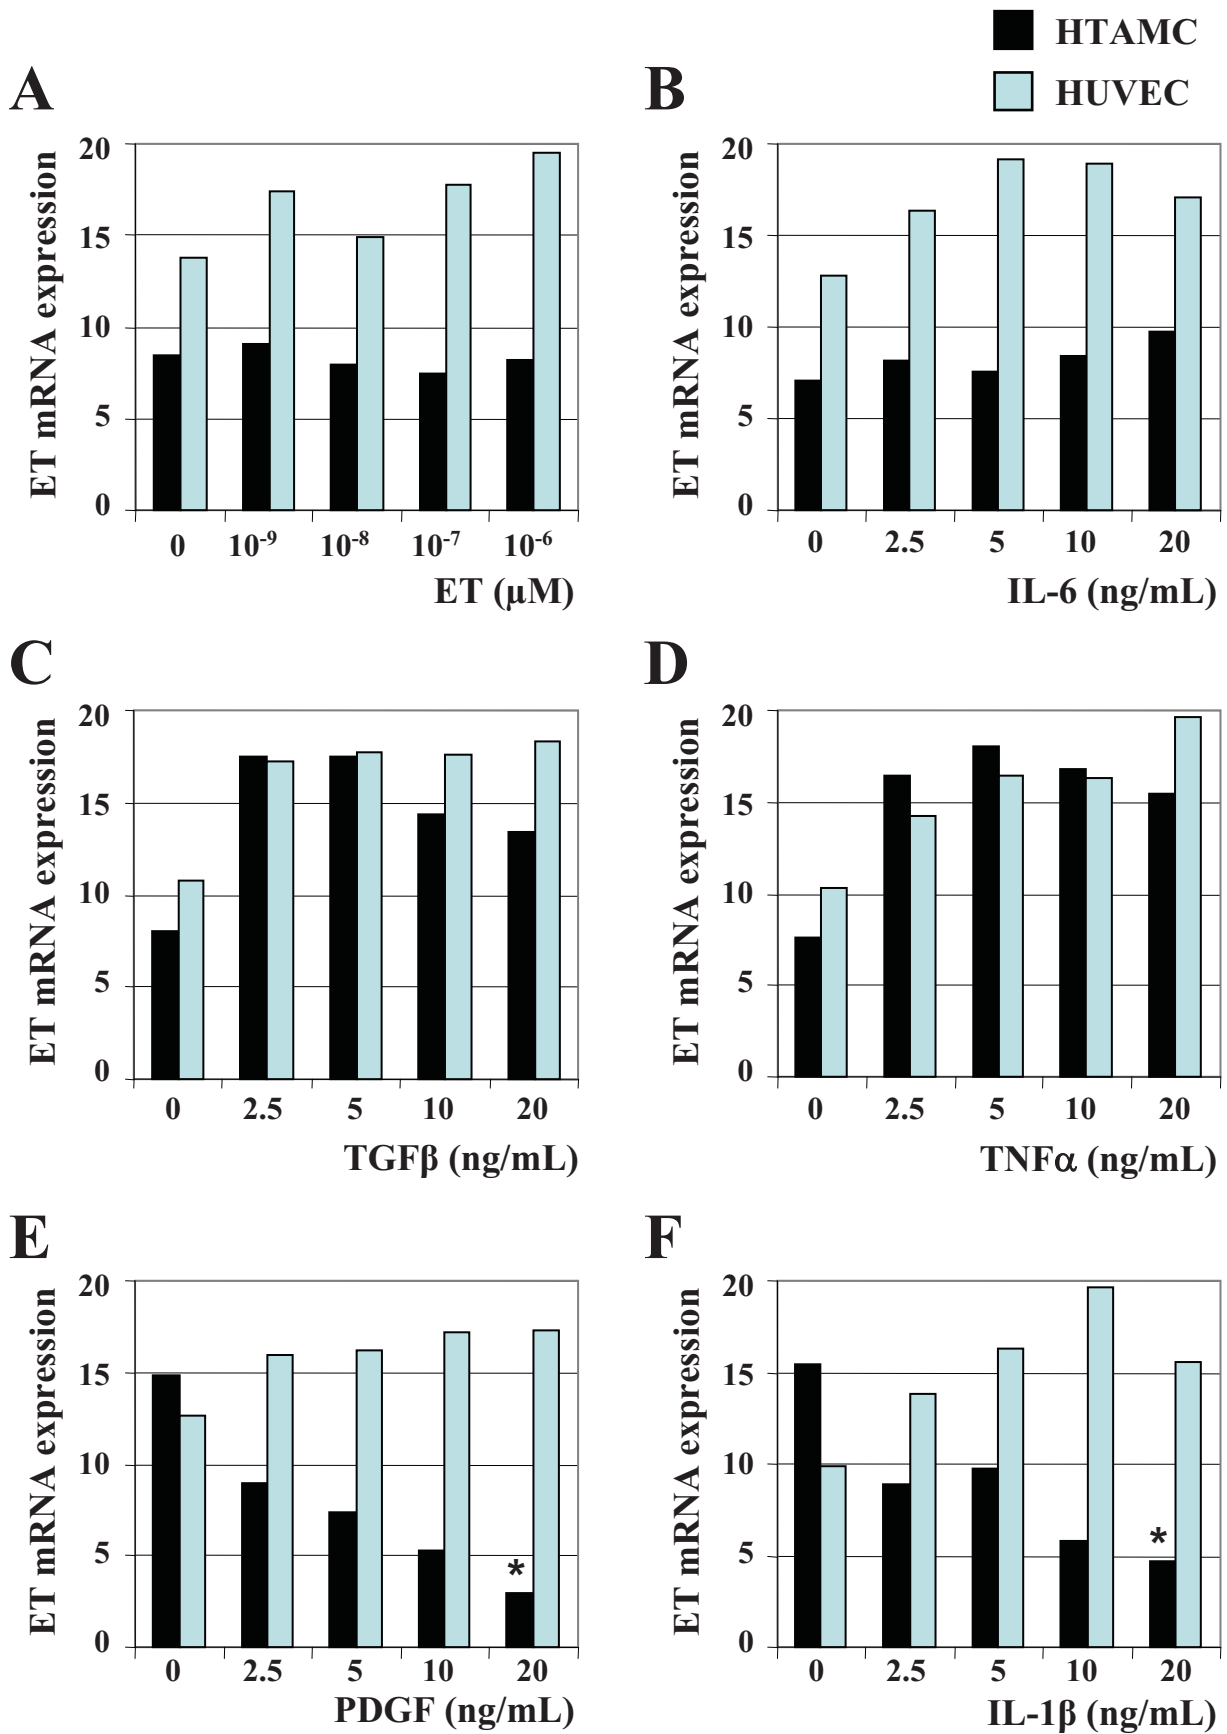 HTAMC
HUVEC
A
ET mRNA expression
20
15
10
5
0
0 10⁻⁹ 10⁻⁸ 10⁻⁷ 10⁻⁶
ET (µM)
B
ET mRNA expression
20
15
10
5
0
0 2.5 5 10 20
IL-6 (ng/mL)
C
ET mRNA expression
20
15
10
5
0
0 2.5 5 10 20
TGFβ (ng/mL)
D
ET mRNA expression
20
15
10
5
0
0 2.5 5 10 20
TNFα (ng/mL)
E
ET mRNA expression
20
15
10
5
0
*
0 2.5 5 10 20
PDGF (ng/mL)
F
ET mRNA expression
20
15
10
5
0
*
0 2.5 5 10 20
IL-1β (ng/mL)